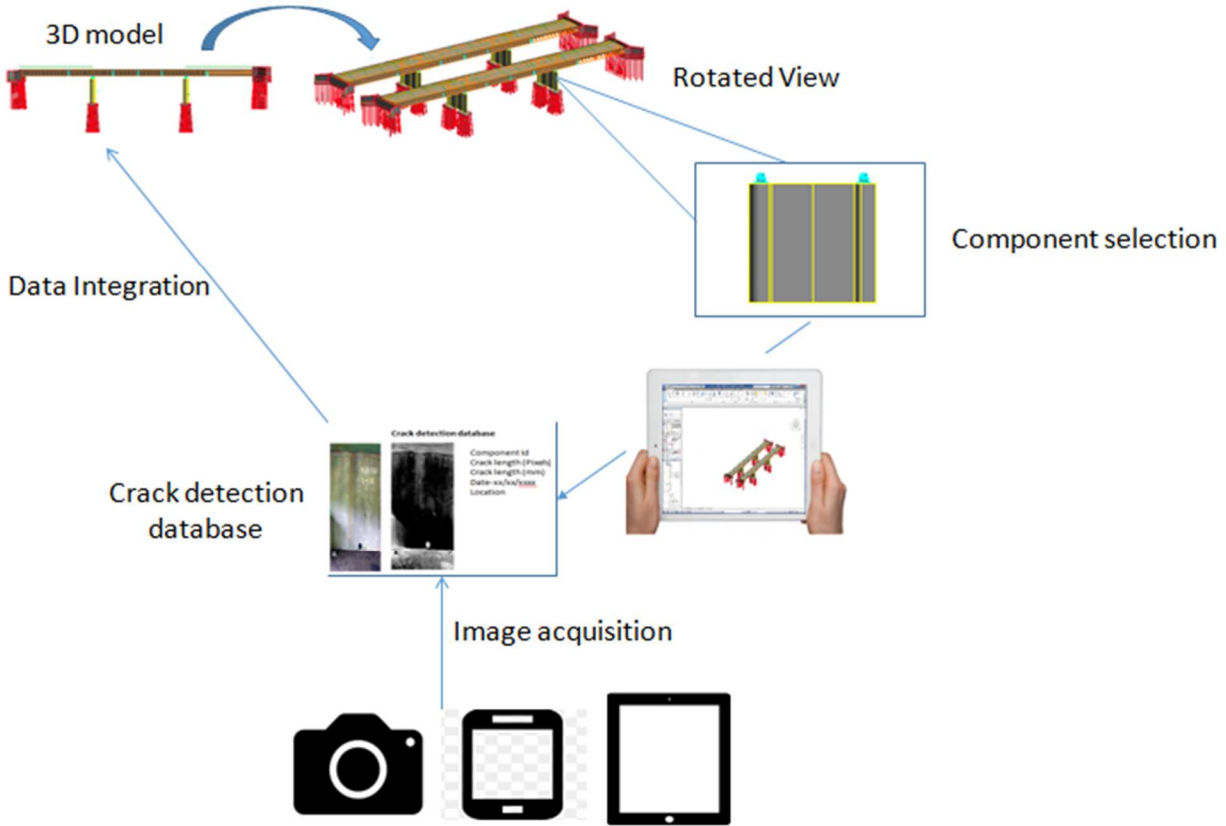 3D model
Rotated View
Component selection
Data Integration
Crack detection database
Component Id
Crack length (Pixels)
Crack length (mm)
Date-xx/xx/xxxx
Location
Crack detection
database
Image acquisition